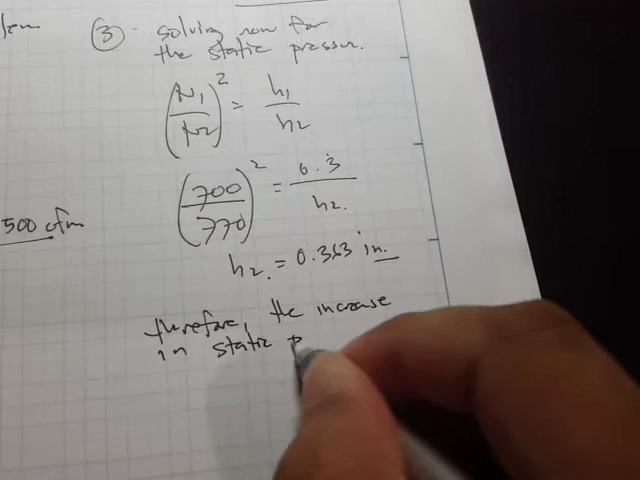 ③ - solving now for
the static pressur.
(N1/N2)² = h1/h2
(700/770)² = 0.3/h2.
500 cfm
h2. = 0.363 in.
therefore, the increase
in static p